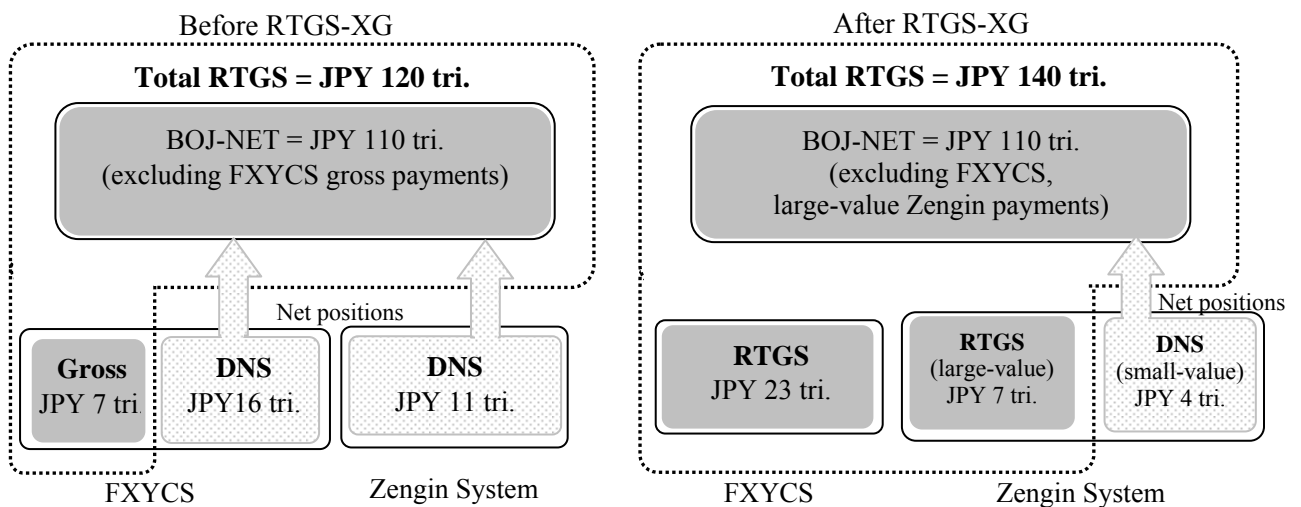 Before RTGS-XG
Total RTGS = JPY 120 tri.
BOJ-NET = JPY 110 tri.
(excluding FXYCS gross payments)
Net positions
Gross
JPY 7 tri.
DNS
JPY16 tri.
DNS
JPY 11 tri.
FXYCS
Zengin System
After RTGS-XG
Total RTGS = JPY 140 tri.
BOJ-NET = JPY 110 tri.
(excluding FXYCS,
large-value Zengin payments)
Net positions
RTGS
JPY 23 tri.
RTGS
(large-value)
JPY 7 tri.
DNS
(small-value)
JPY 4 tri.
FXYCS
Zengin System